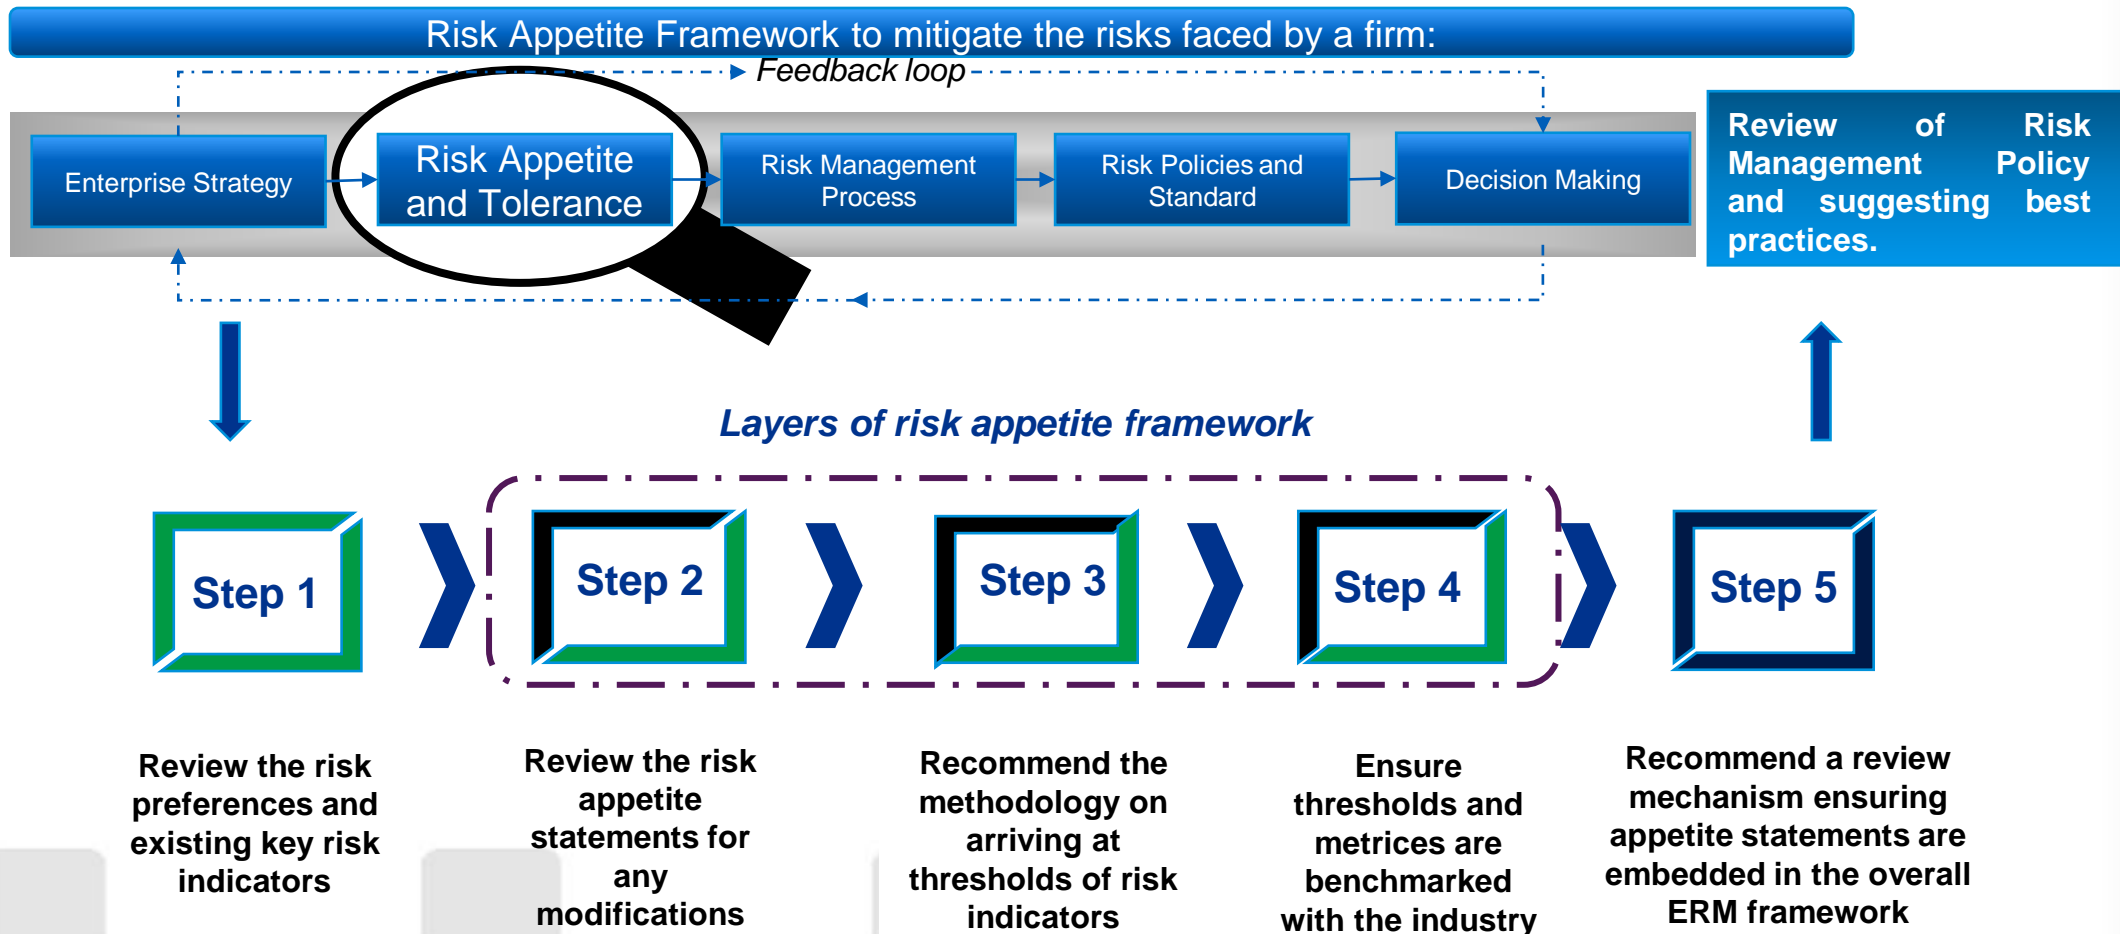 Risk Appetite Framework to mitigate the risks faced by a firm:
Feedback loop
Enterprise Strategy
Risk Appetite
and Tolerance
Risk Management
Process
Risk Policies and
Standard
Decision Making
Review of Risk
Management Policy
and suggesting best
practices.
Layers of risk appetite framework
Step 1
Step 2
Step 3
Step 4
Step 5
Review the risk
preferences and
existing key risk
indicators
Review the risk
appetite
statements for
any
modifications
Recommend the
methodology on
arriving at
thresholds of risk
indicators
Ensure
thresholds and
metrices are
benchmarked
with the industry
Recommend a review
mechanism ensuring
appetite statements are
embedded in the overall
ERM framework